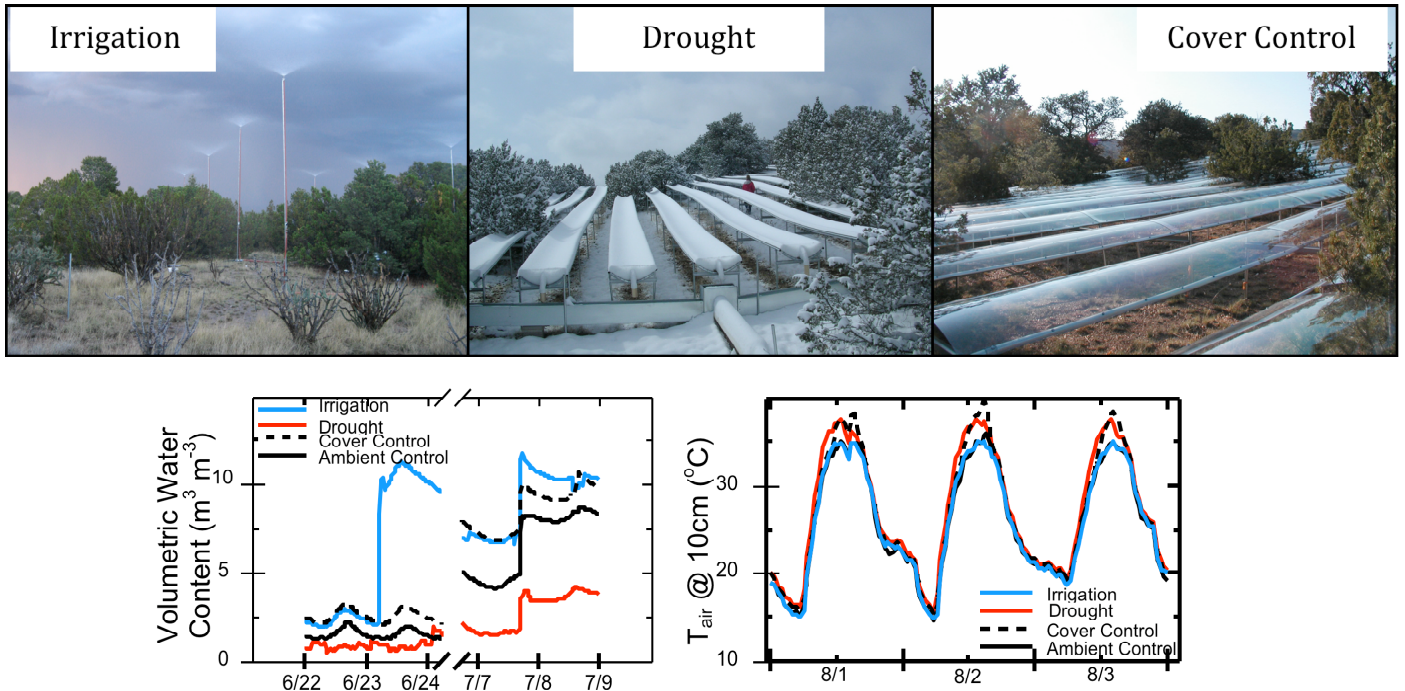 Irrigation
Drought
Cover Control
Volumetric Water
Content (m³ m⁻³)
10
5
0
Irrigation
Drought
Cover Control
Ambient Control
6/22
6/23
6/24
7/7
7/8
7/9
Tair @ 10cm (°C)
30
20
10
Irrigation
Drought
Cover Control
Ambient Control
8/1
8/2
8/3